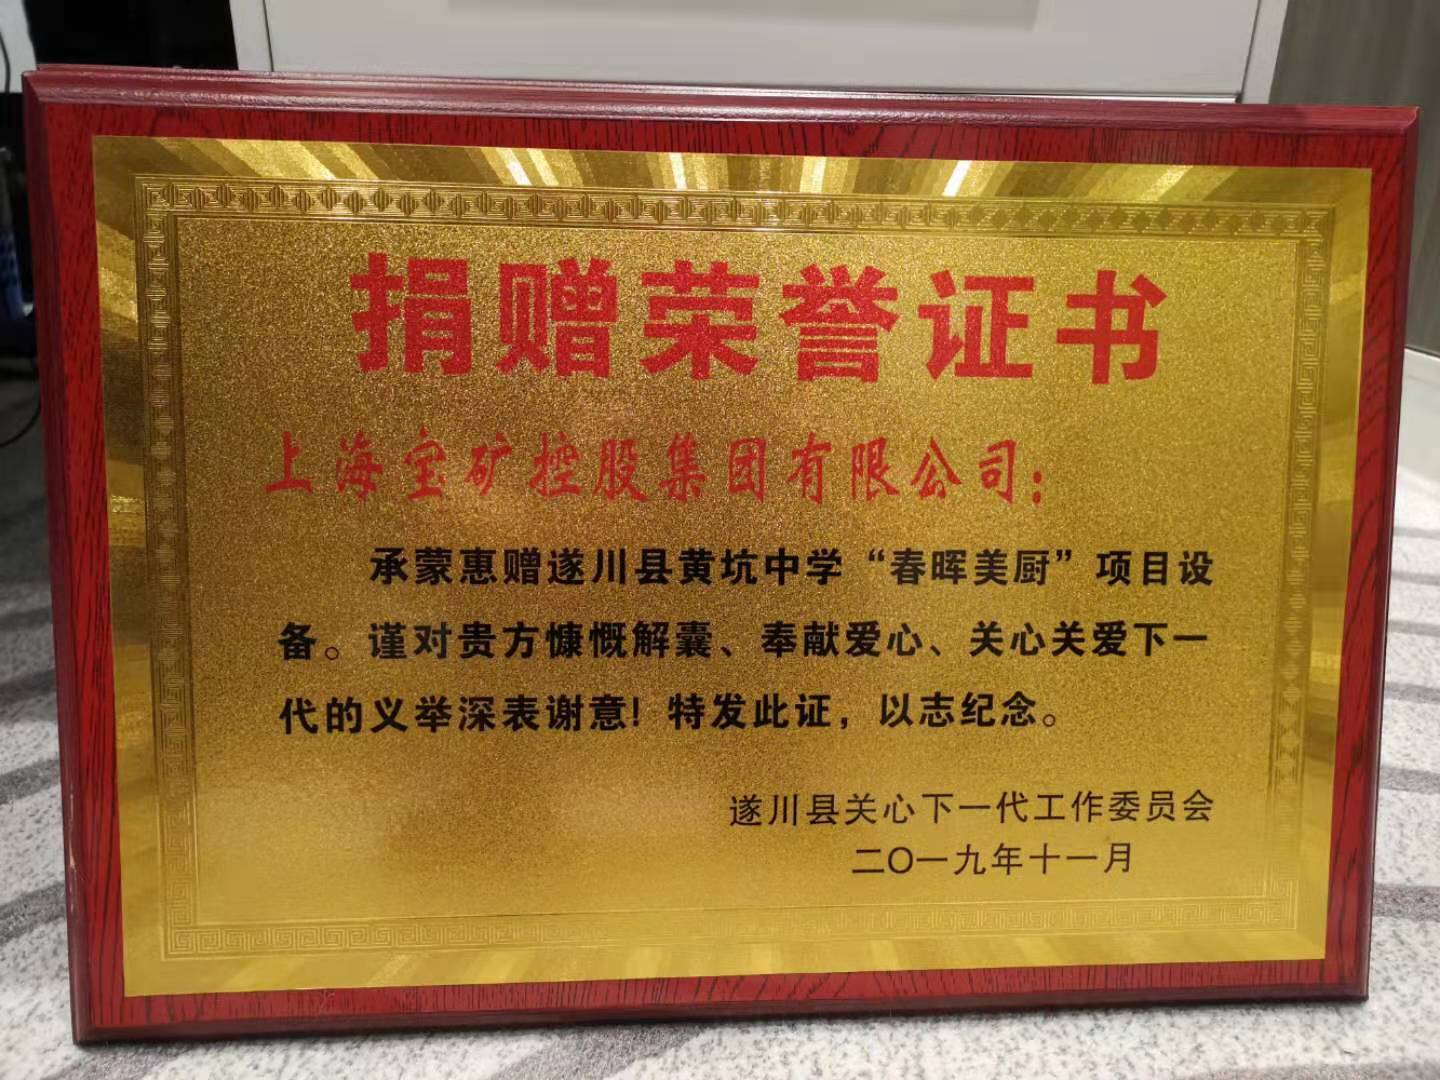 捐赠荣誉证书
上海宝矿控股集团有限公司：
承蒙惠赠遂川县黄坑中学“春晖美厨”项目设
备。谨对贵方慷慨解囊、奉献爱心、关心关爱下一
代的义举深表谢意！特发此证，以志纪念。
遂川县关心下一代工作委员会
二〇一九年十一月